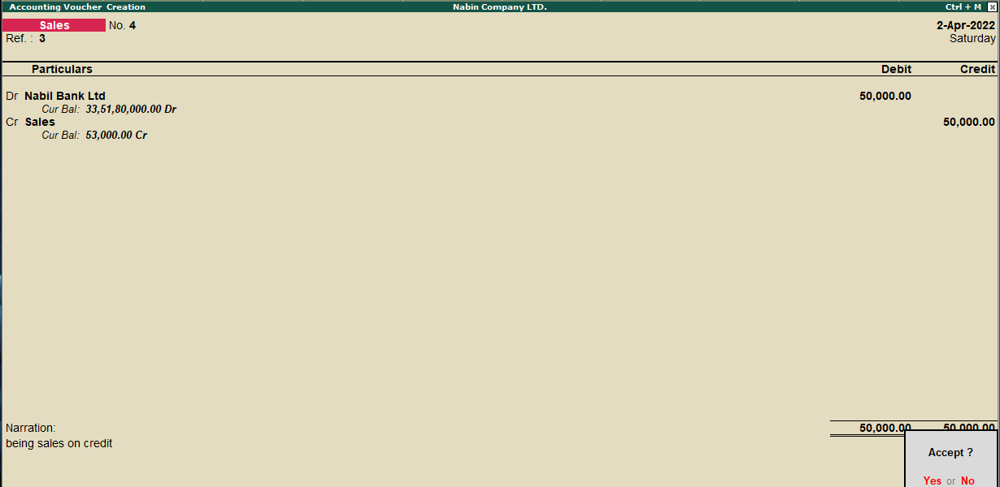 Accounting Voucher Creation Nabin Company LTD. Ctrl + M
Sales No. 4 2-Apr-2022
Ref. : 3 Saturday
Particulars Debit Credit
Dr Nabil Bank Ltd 50,000.00
Cur Bal: 33,51,80,000.00 Dr
Cr Sales 50,000.00
Cur Bal: 53,000.00 Cr
Narration: 50,000.00 50,000.00
being sales on credit
Accept ?
Yes or No